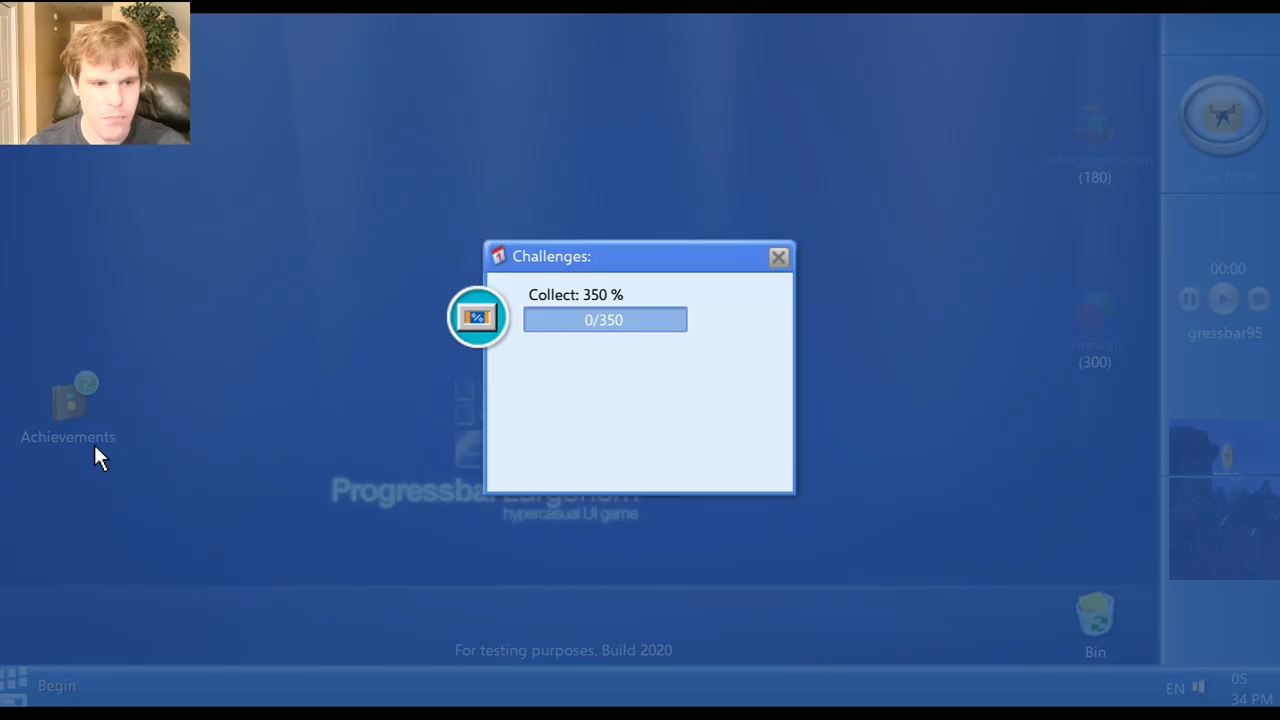 Challenges:
Collect: 350 %
%
0/350
Defragmentation
(180)
00:00
gressbar95
Firewall
(300)
2
Achievements
hypercasual UI game
For testing purposes. Build 2020
Bin
Begin
EN
05
34 PM